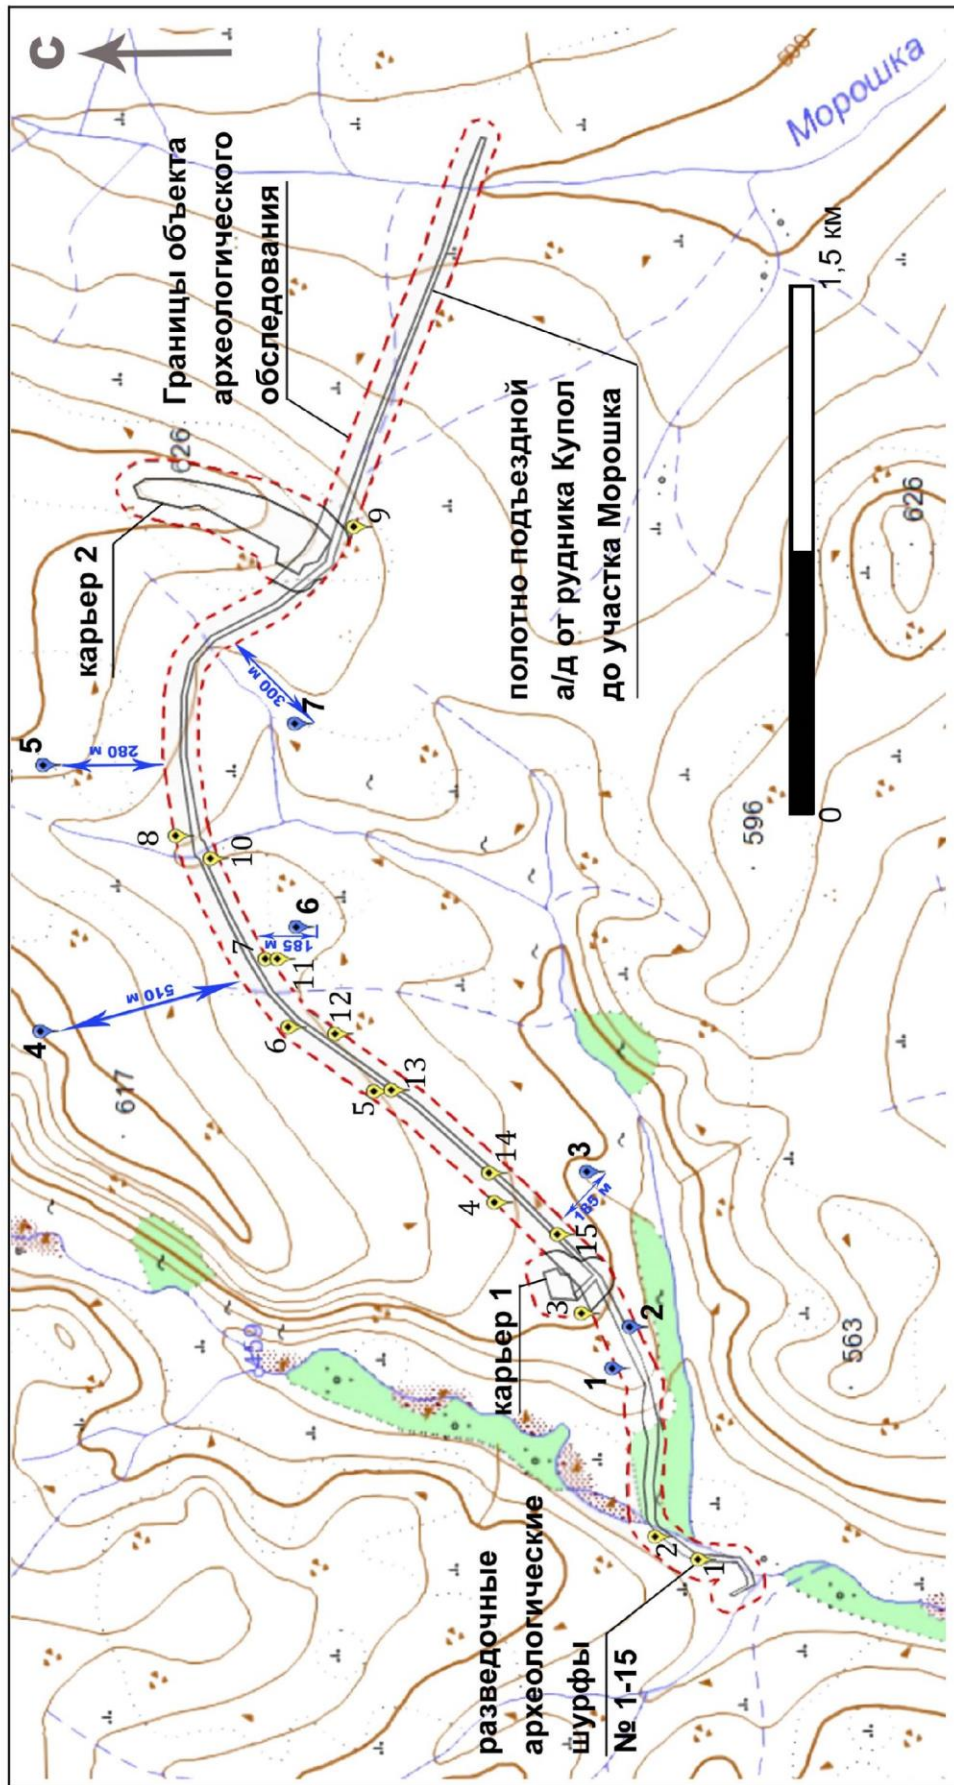 С
Границы объекта
археологического
обследования
карьер 2
626
Морошка
полотно подъездной
а/д от рудника Купол
до участка Морошка
1,5 км
0
626
596
563
617
карьер 1
разведочные
археологические
шурфы
№ 1-15
1
2
3
4
5
6
7
8
9
10
11
12
13
14
15
1
2
3
4
5
6
7
510 м
280 м
300 м
185 м
185 м